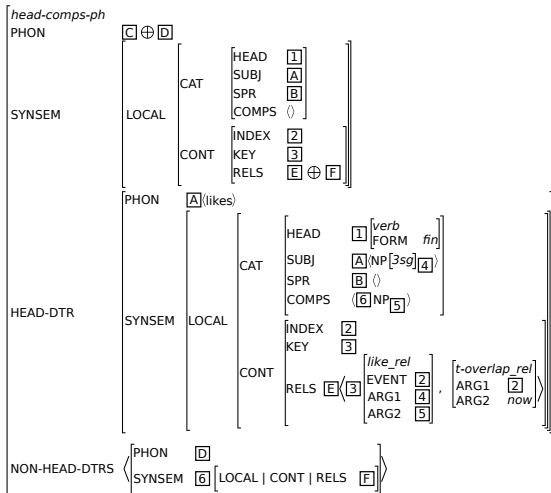 head-comps-ph
PHON C ⊕ D
HEAD 1
SUBJ A
CAT SPR B
COMPS ⟨⟩
SYNSEM LOCAL
INDEX 2
CONT KEY 3
RELS E ⊕ F
PHON A ⟨likes⟩
HEAD 1 verb
FORM fin
CAT SUBJ A ⟨NP[3sg] 4 ⟩
SPR B ⟨⟩
COMPS ⟨ 6 NP 5 ⟩
HEAD-DTR SYNSEM LOCAL
INDEX 2
KEY 3
CONT like_rel t-overlap_rel
RELS E ⟨ 3 EVENT 2 , ARG1 2 ⟩
ARG1 4 ARG2 now
ARG2 5
NON-HEAD-DTRS ⟨ PHON D
SYNSEM 6 [LOCAL | CONT | RELS F ] ⟩